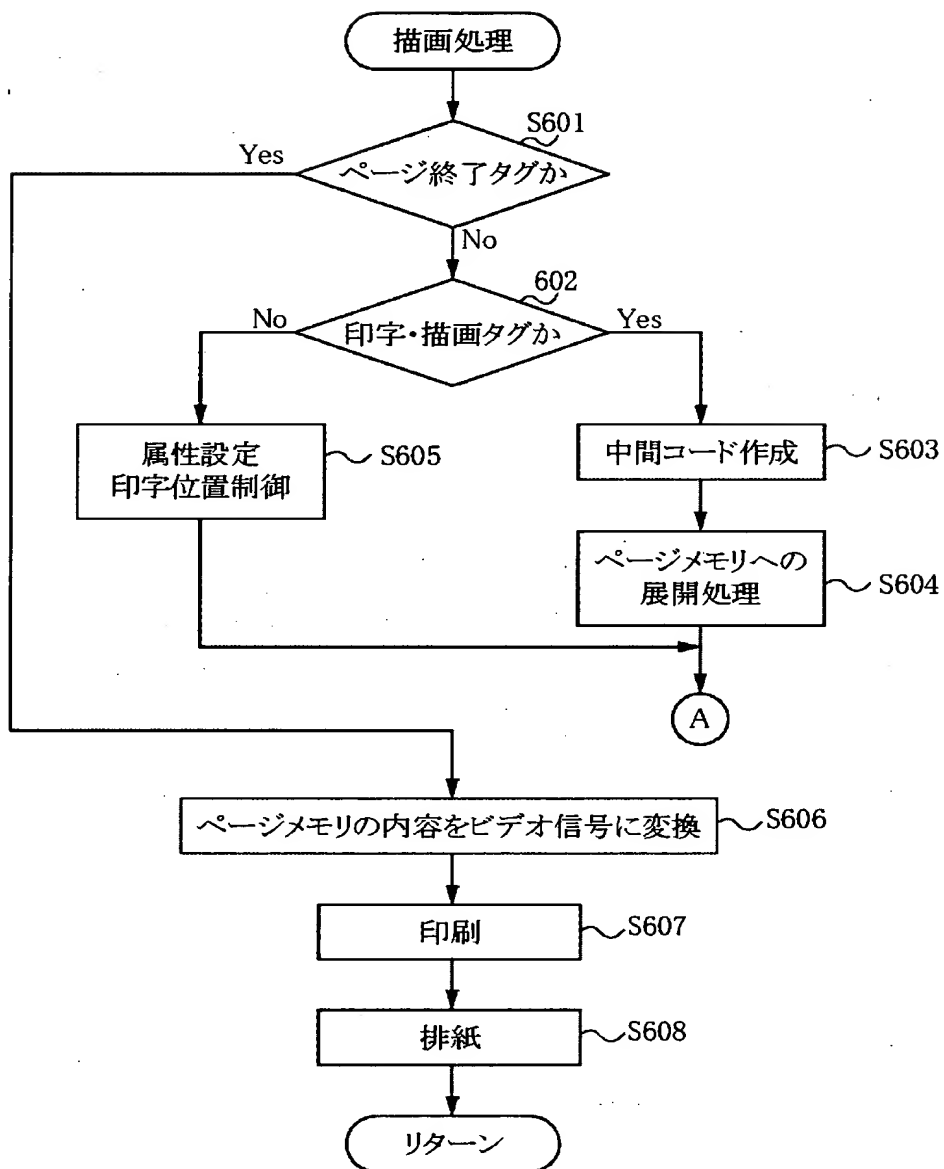 描画処理
S601
Yes
ページ終了タグか
No
602
No
印字・描画タグか
Yes
属性設定
印字位置制御
S605
中間コード作成
S603
ページメモリへの
展開処理
S604
A
ページメモリの内容をビデオ信号に変換
S606
印刷
S607
排紙
S608
リターン